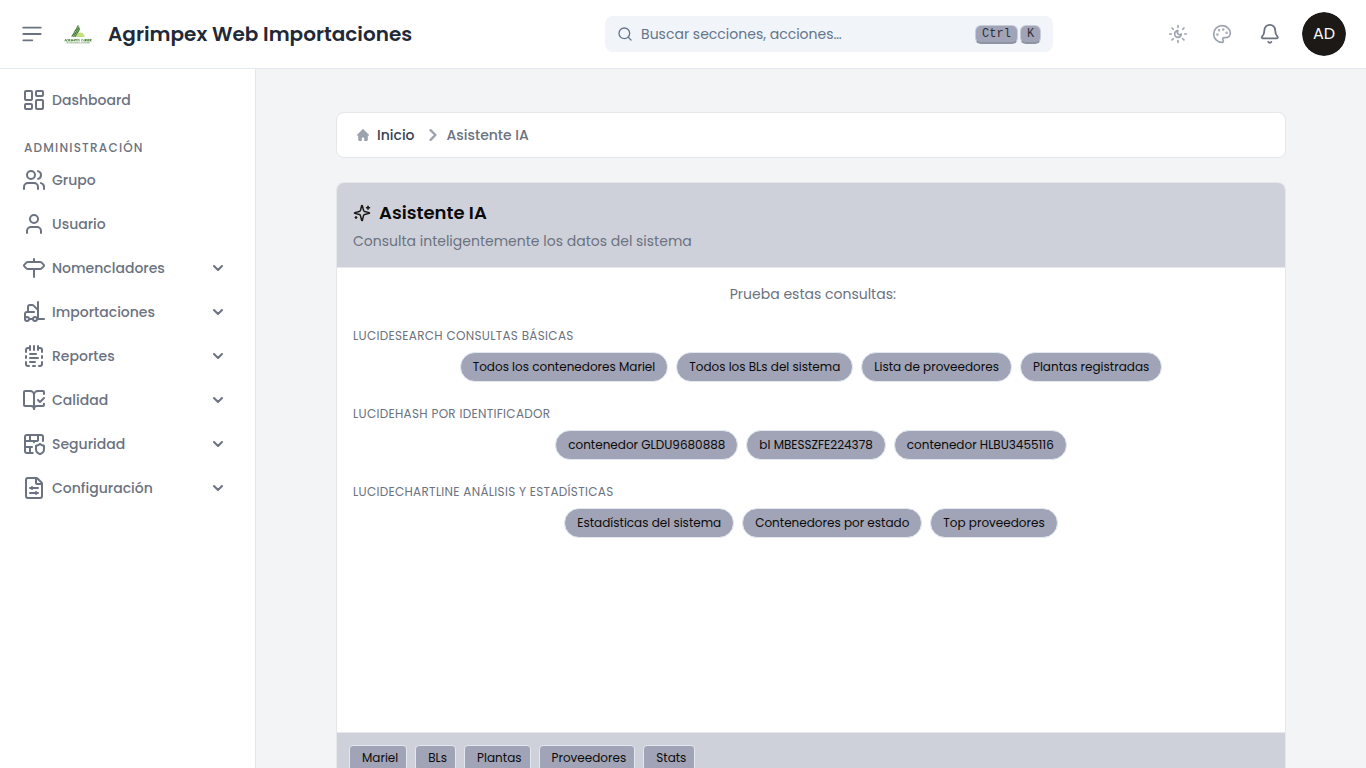 Agrimpex Web Importaciones
Buscar secciones, acciones...
Ctrl K
AD
Dashboard
ADMINISTRACIÓN
Grupo
Usuario
Nomencladores
Importaciones
Reportes
Calidad
Seguridad
Configuración
Inicio > Asistente IA
Asistente IA
Consulta inteligentemente los datos del sistema
Prueba estas consultas:
LUCIDESEARCH CONSULTAS BÁSICAS
Todos los contenedores Mariel Todos los BLs del sistema Lista de proveedores Plantas registradas
LUCIDEHASH POR IDENTIFICADOR
contenedor GLDU9680888 bl MBESSZFE224378 contenedor HLBU3455116
LUCIDECHARTLINE ANÁLISIS Y ESTADÍSTICAS
Estadísticas del sistema Contenedores por estado Top proveedores
Mariel BLs Plantas Proveedores Stats